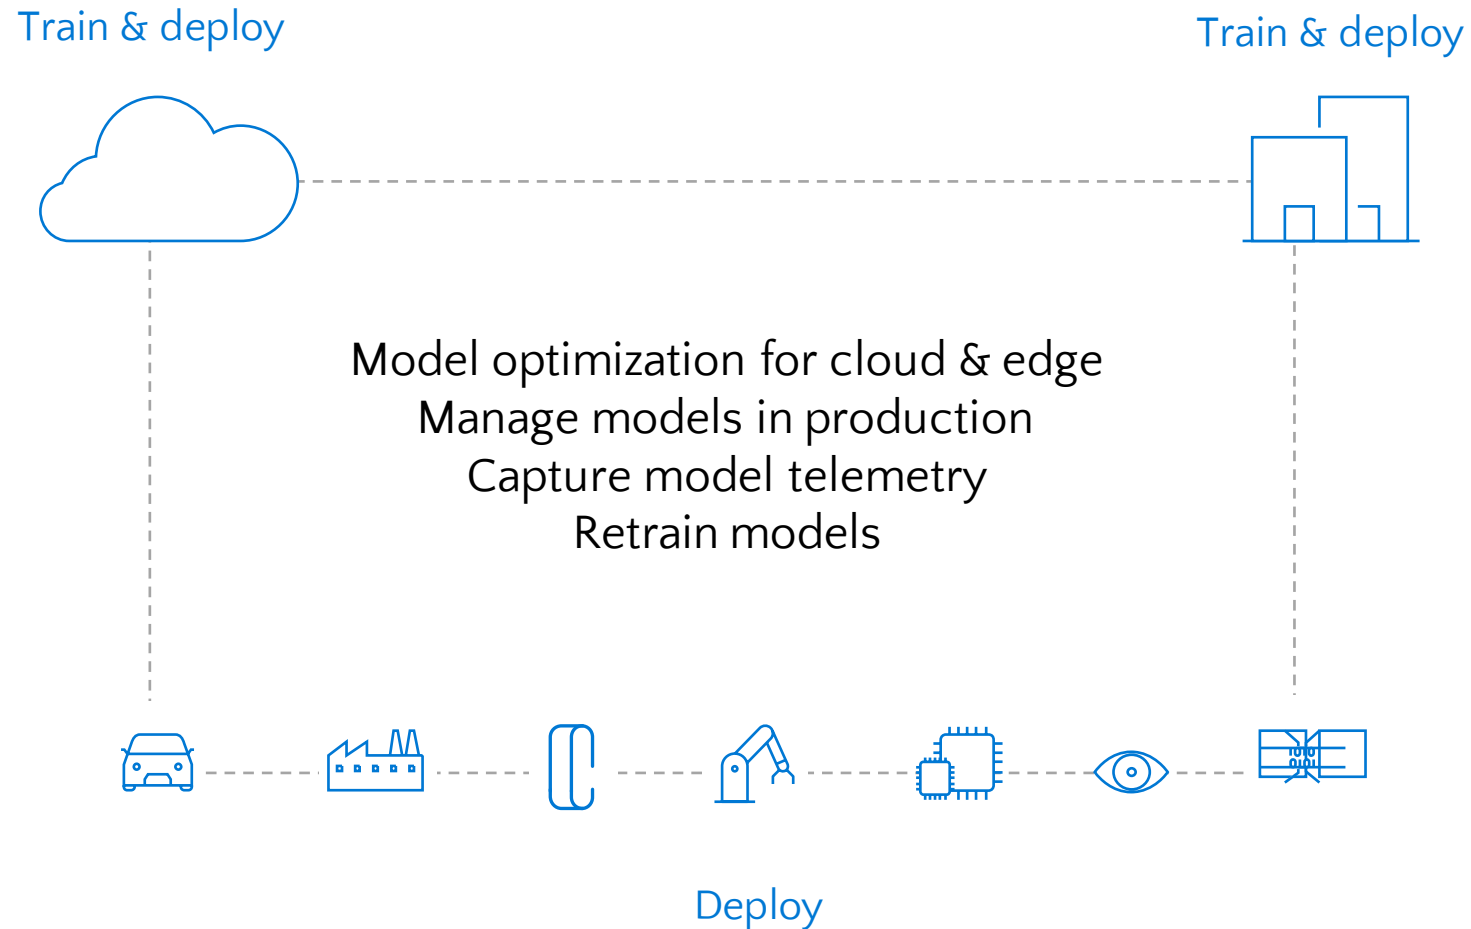 Train & deploy
Train & deploy
Model optimization for cloud & edge
Manage models in production
Capture model telemetry
Retrain models
Deploy